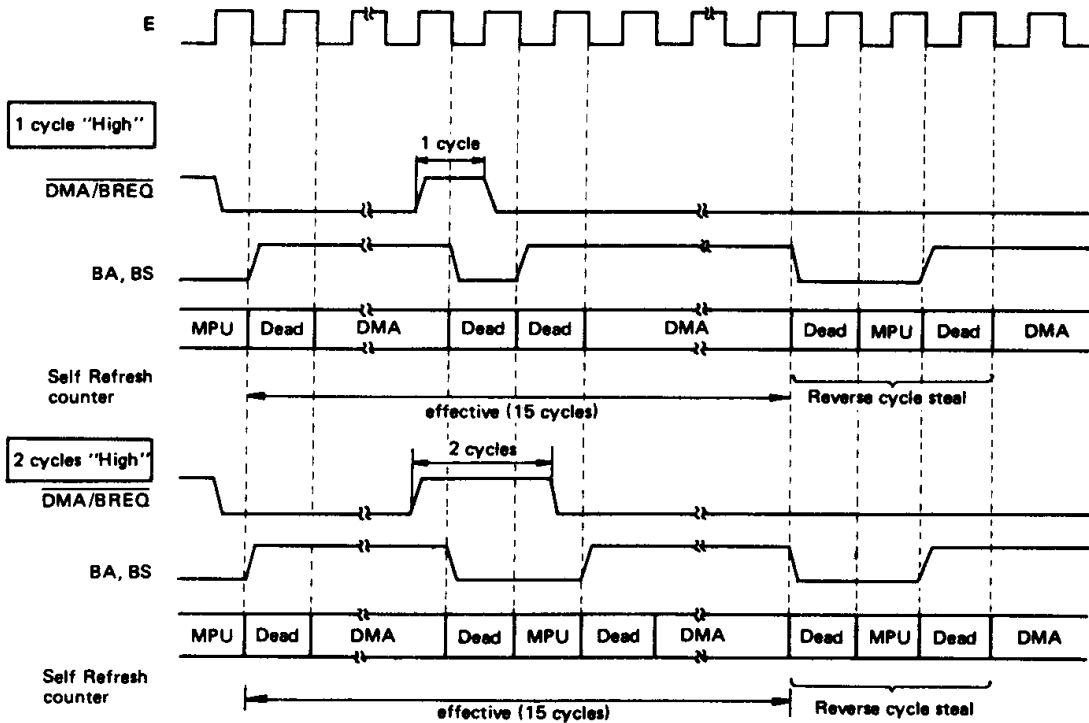 E
1 cycle "High"
1 cycle
DMA/BREQ
BA, BS
MPU Dead DMA Dead Dead DMA Dead MPU Dead DMA
Self Refresh
counter
effective (15 cycles)
Reverse cycle steal
2 cycles "High"
2 cycles
DMA/BREQ
BA, BS
MPU Dead DMA Dead MPU Dead DMA Dead MPU Dead DMA
Self Refresh
counter
effective (15 cycles)
Reverse cycle steal